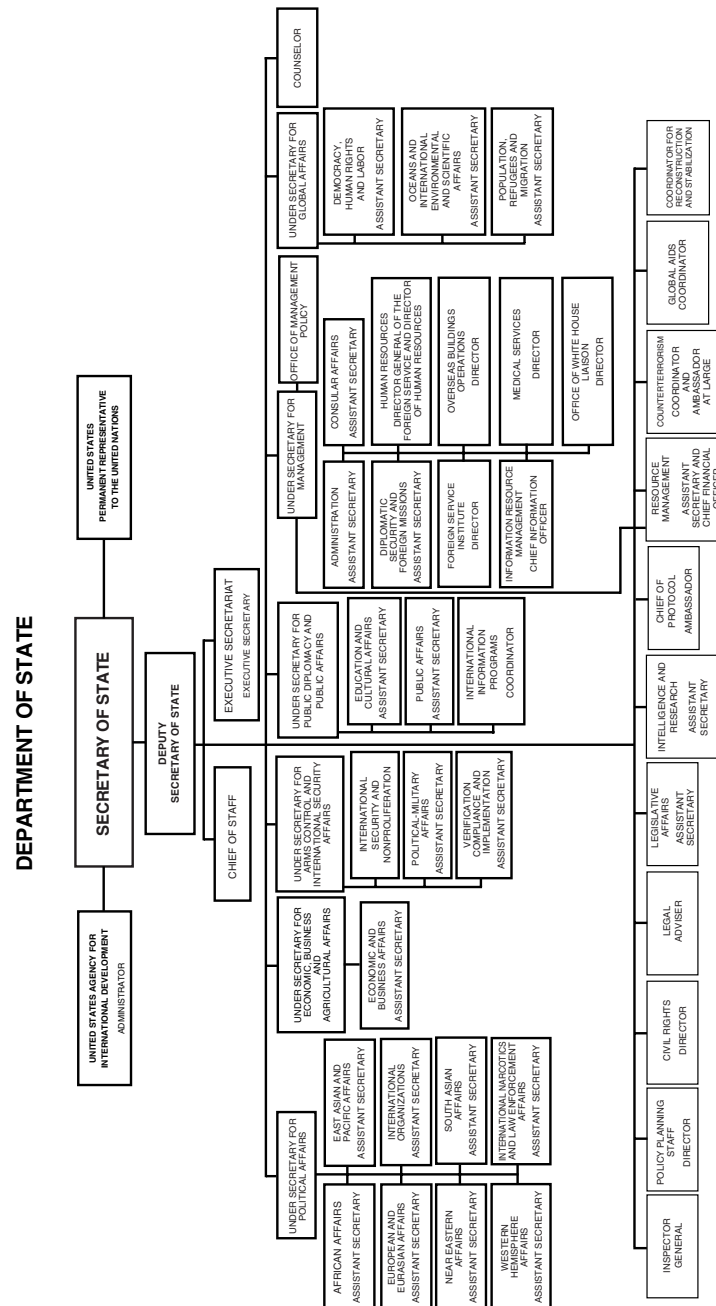 DEPARTMENT OF STATE
UNITED STATES AGENCY FOR
INTERNATIONAL DEVELOPMENT
ADMINISTRATOR
SECRETARY OF STATE
UNITED STATES
PERMANENT REPRESENTATIVE
TO THE UNITED NATIONS
DEPUTY
SECRETARY OF STATE
CHIEF OF STAFF
EXECUTIVE SECRETARIAT
EXECUTIVE SECRETARY
UNDER SECRETARY FOR
POLITICAL AFFAIRS
AFRICAN AFFAIRS
ASSISTANT SECRETARY
EAST ASIAN AND
PACIFIC AFFAIRS
ASSISTANT SECRETARY
EUROPEAN AND
EURASIAN AFFAIRS
ASSISTANT SECRETARY
INTERNATIONAL
ORGANIZATIONS
ASSISTANT SECRETARY
NEAR EASTERN
AFFAIRS
ASSISTANT SECRETARY
SOUTH ASIAN
AFFAIRS
ASSISTANT SECRETARY
WESTERN
HEMISPHERE
AFFAIRS
ASSISTANT SECRETARY
INTERNATIONAL NARCOTICS
AND LAW ENFORCEMENT
AFFAIRS
ASSISTANT SECRETARY
UNDER SECRETARY FOR
ECONOMIC, BUSINESS
AND
AGRICULTURAL AFFAIRS
ECONOMIC AND
BUSINESS AFFAIRS
ASSISTANT SECRETARY
UNDER SECRETARY FOR
ARMS CONTROL AND
INTERNATIONAL SECURITY
AFFAIRS
INTERNATIONAL
SECURITY AND
NONPROLIFERATION
POLITICAL-MILITARY
AFFAIRS
ASSISTANT SECRETARY
VERIFICATION
COMPLIANCE AND
IMPLEMENTATION
ASSISTANT SECRETARY
UNDER SECRETARY FOR
PUBLIC DIPLOMACY AND
PUBLIC AFFAIRS
EDUCATION AND
CULTURAL AFFAIRS
ASSISTANT SECRETARY
PUBLIC AFFAIRS
ASSISTANT SECRETARY
INTERNATIONAL
INFORMATION
PROGRAMS
COORDINATOR
UNDER SECRETARY FOR
MANAGEMENT
OFFICE OF MANAGEMENT
POLICY
ADMINISTRATION
ASSISTANT SECRETARY
CONSULAR AFFAIRS
ASSISTANT SECRETARY
DIPLOMATIC
SECURITY AND
FOREIGN MISSIONS
ASSISTANT SECRETARY
HUMAN RESOURCES
DIRECTOR GENERAL OF THE
FOREIGN SERVICE AND DIRECTOR
OF HUMAN RESOURCES
FOREIGN SERVICE
INSTITUTE
DIRECTOR
OVERSEAS BUILDINGS
OPERATIONS
DIRECTOR
INFORMATION RESOURCE
MANAGEMENT
CHIEF INFORMATION
OFFICER
MEDICAL SERVICES
DIRECTOR
OFFICE OF WHITE HOUSE
LIAISON
DIRECTOR
UNDER SECRETARY FOR
GLOBAL AFFAIRS
DEMOCRACY,
HUMAN RIGHTS
AND LABOR
ASSISTANT SECRETARY
OCEANS AND
INTERNATIONAL
ENVIRONMENTAL
AND SCIENTIFIC
AFFAIRS
ASSISTANT SECRETARY
POPULATION,
REFUGEES AND
MIGRATION
ASSISTANT SECRETARY
COUNSELOR
INSPECTOR
GENERAL
POLICY PLANNING
STAFF
DIRECTOR
CIVIL RIGHTS
DIRECTOR
LEGAL
ADVISER
LEGISLATIVE
AFFAIRS
ASSISTANT
SECRETARY
INTELLIGENCE AND
RESEARCH
ASSISTANT
SECRETARY
CHIEF OF
PROTOCOL
AMBASSADOR
RESOURCE
MANAGEMENT
ASSISTANT
SECRETARY AND
CHIEF FINANCIAL
OFFICER
COUNTERTERRORISM
COORDINATOR
AND
AMBASSADOR
AT LARGE
GLOBAL AIDS
COORDINATOR
COORDINATOR FOR
RECONSTRUCTION
AND STABILIZATION